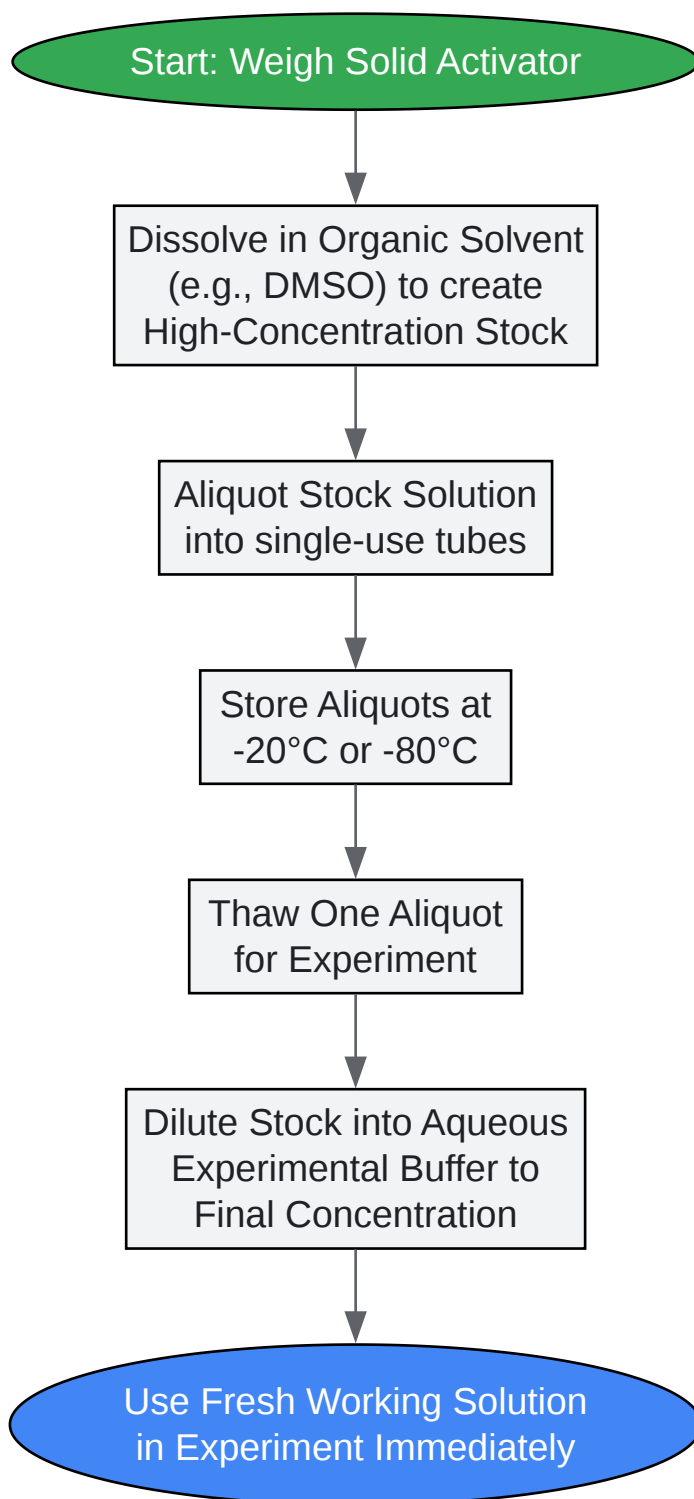 Start: Weigh Solid Activator
Dissolve in Organic Solvent
(e.g., DMSO) to create
High-Concentration Stock
Aliquot Stock Solution
into single-use tubes
Store Aliquots at
-20°C or -80°C
Thaw One Aliquot
for Experiment
Dilute Stock into Aqueous
Experimental Buffer to
Final Concentration
Use Fresh Working Solution
in Experiment Immediately